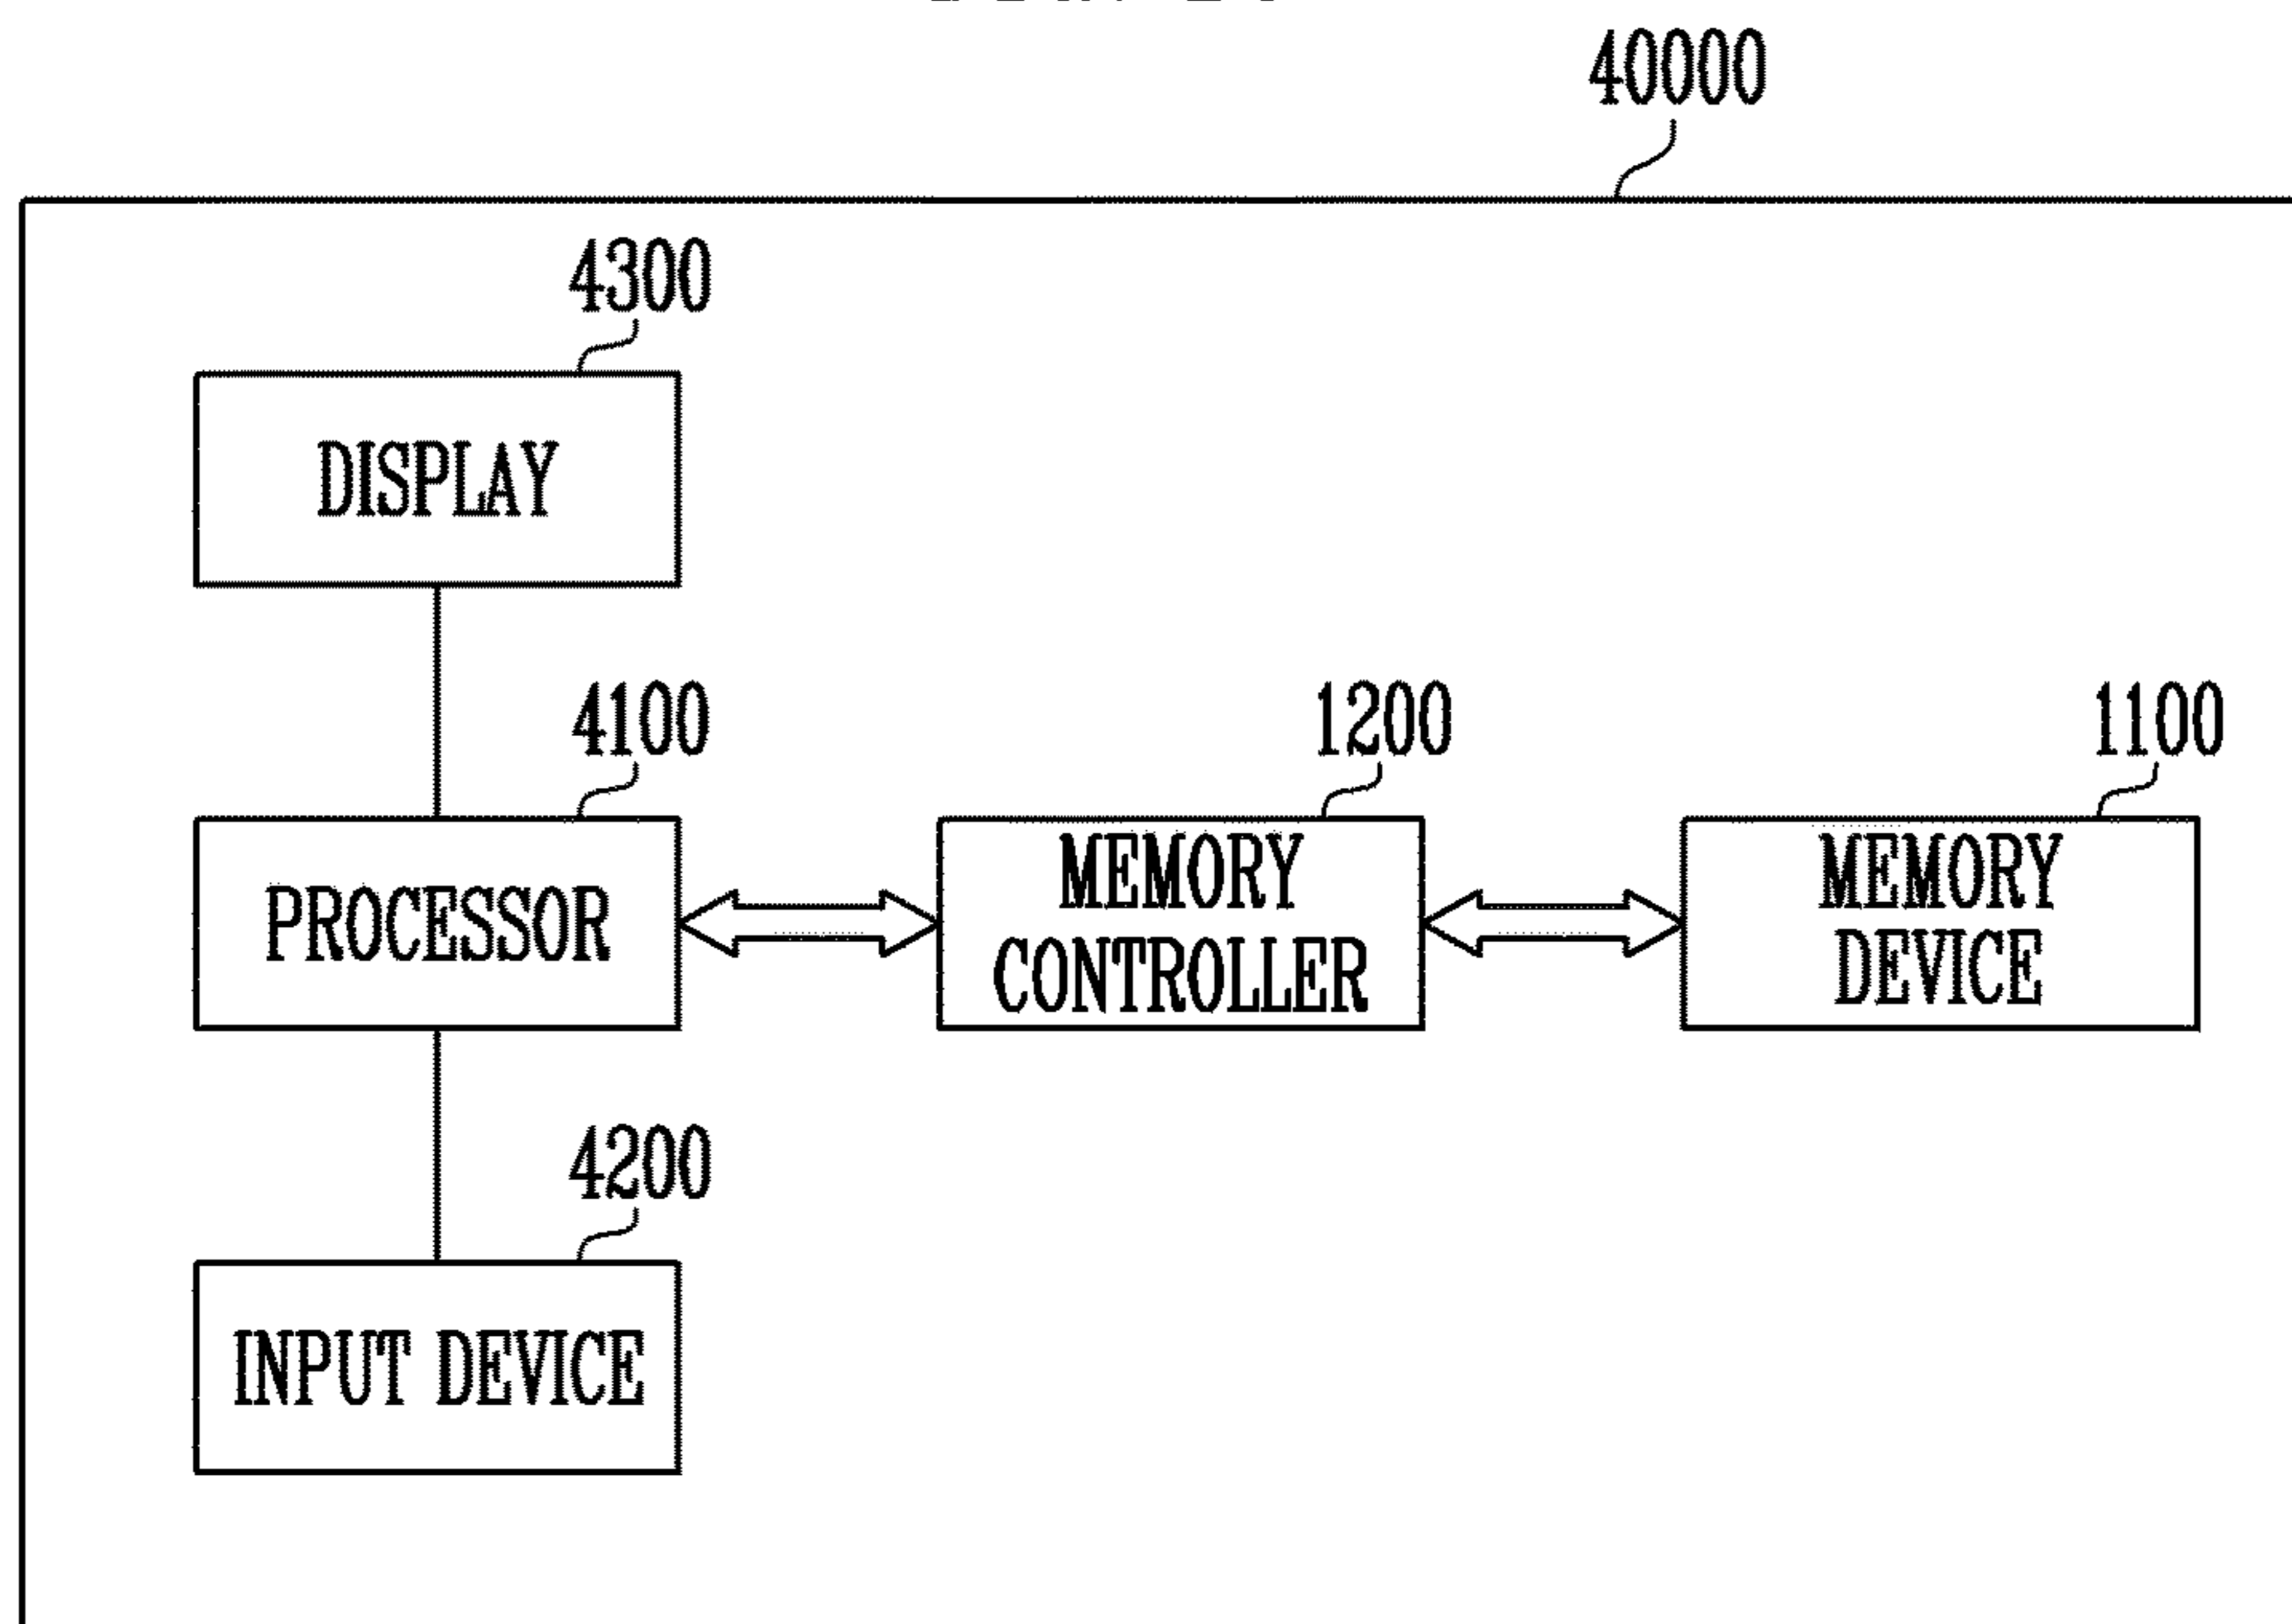 40000
4300
DISPLAY
4100
PROCESSOR
1200
MEMORY
CONTROLLER
1100
MEMORY
DEVICE
4200
INPUT DEVICE